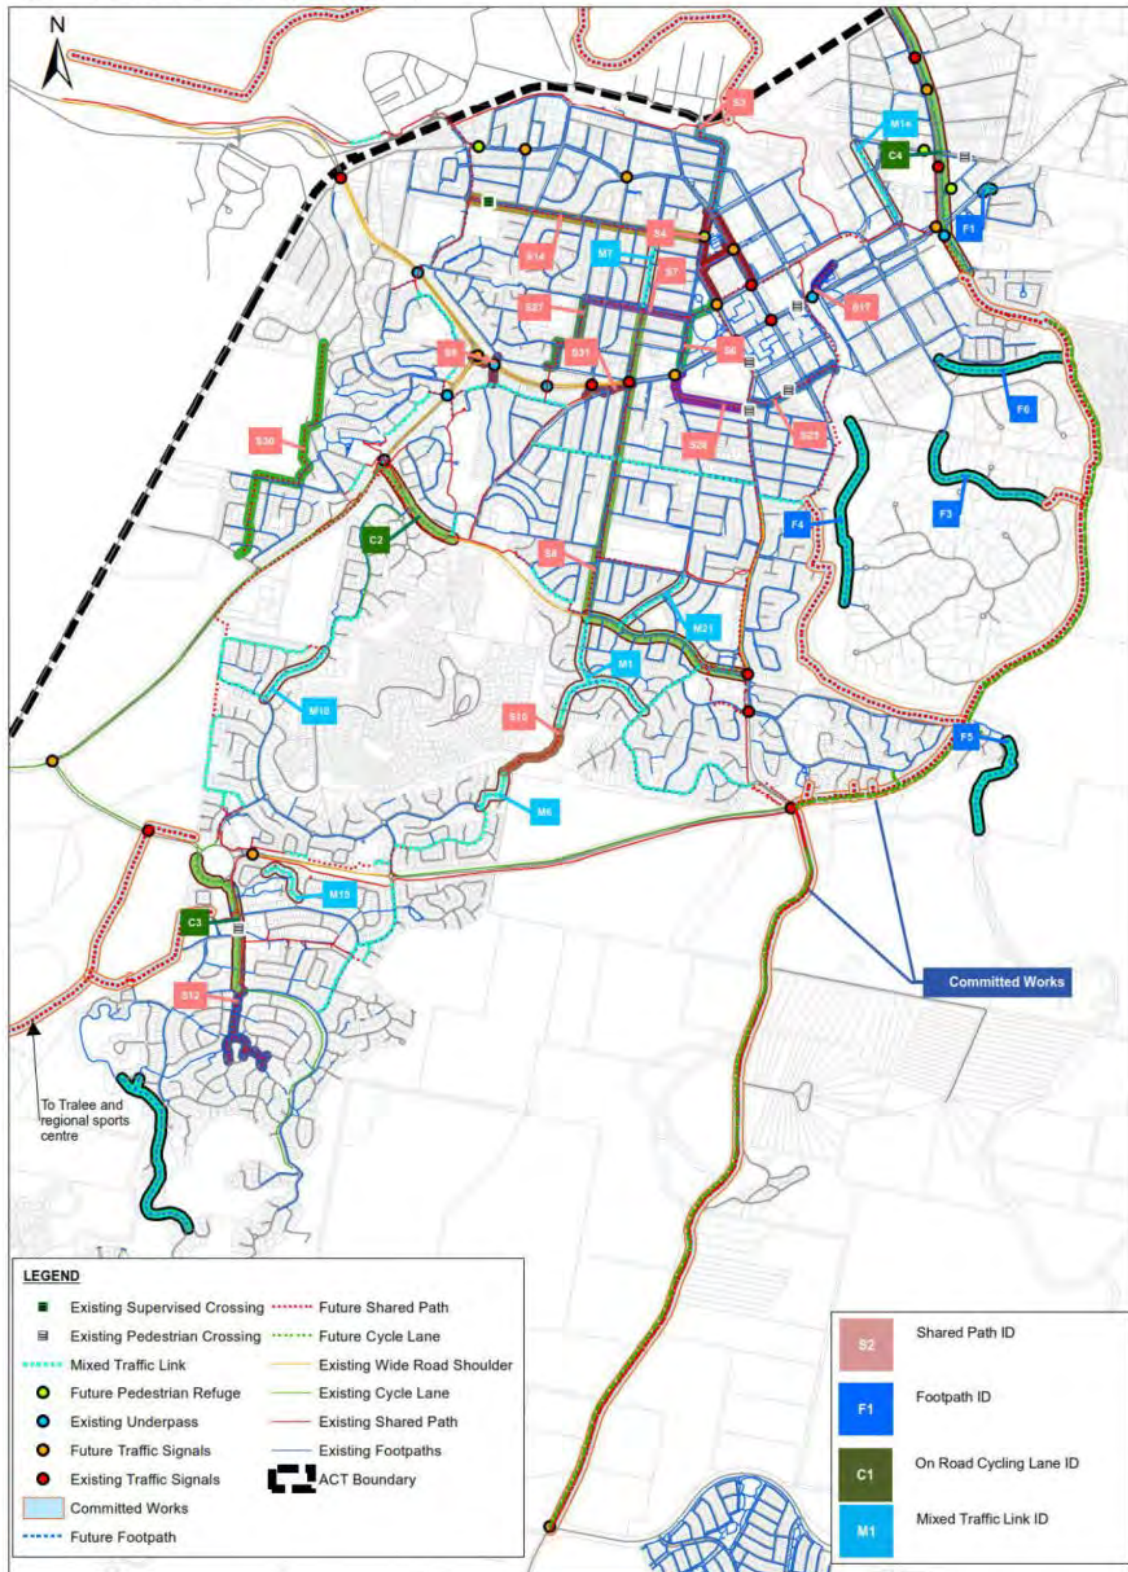 N
S3
M1a
C4
F1
S4
S14
M7
S7
S27
S17
S9
S31
S6
F6
S30
S28
S25
F3
F4
C2
S8
M21
M1
M10
S10
F5
M6
M15
C3
Committed Works
S12
To Tralee and
regional sports
centre
LEGEND
Existing Supervised Crossing
Existing Pedestrian Crossing
Mixed Traffic Link
Future Pedestrian Refuge
Existing Underpass
Future Traffic Signals
Existing Traffic Signals
Committed Works
Future Footpath
Future Shared Path
Future Cycle Lane
Existing Wide Road Shoulder
Existing Cycle Lane
Existing Shared Path
Existing Footpaths
ACT Boundary
S2 Shared Path ID
F1 Footpath ID
C1 On Road Cycling Lane ID
M1 Mixed Traffic Link ID